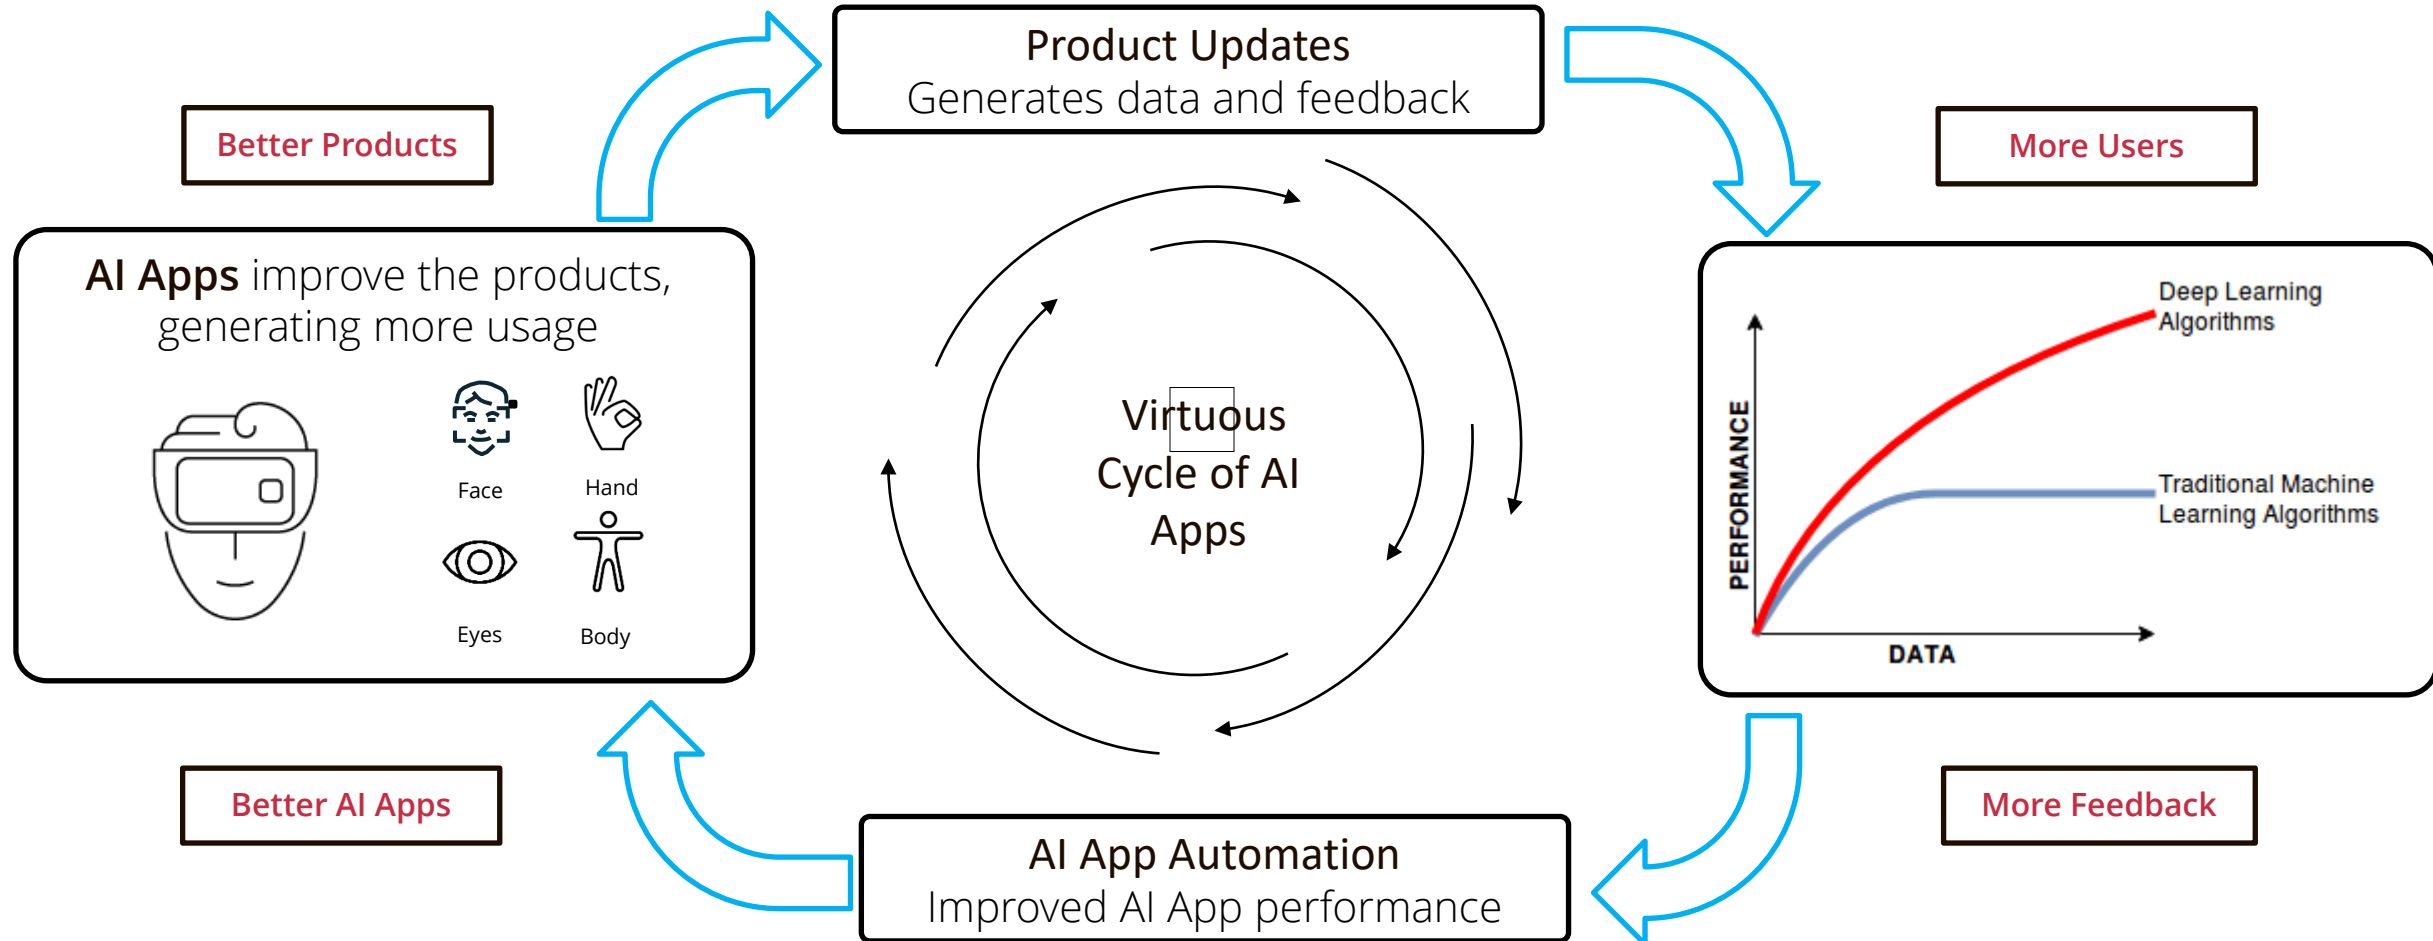 Product Updates
Generates data and feedback
Better Products
More Users
AI Apps improve the products,
generating more usage
Face
Hand
Eyes
Body
Virtuous
Cycle of AI
Apps
Deep Learning
Algorithms
Traditional Machine
Learning Algorithms
PERFORMANCE
DATA
Better AI Apps
More Feedback
AI App Automation
Improved AI App performance